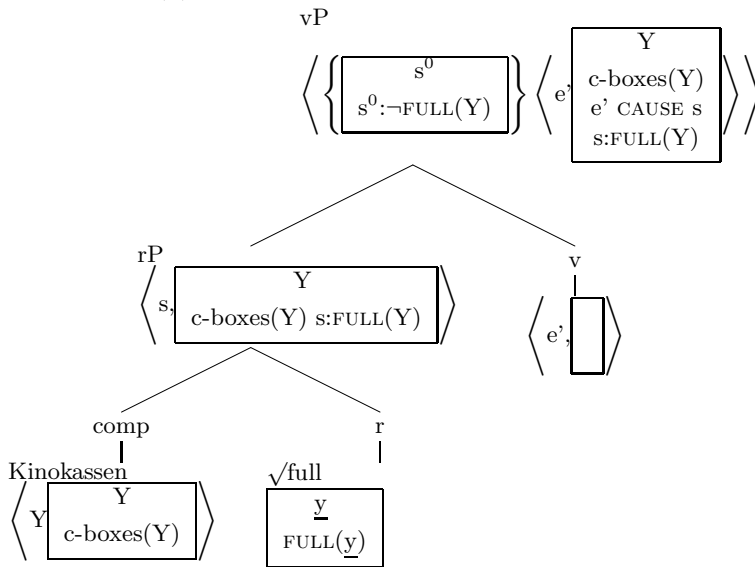 vP
⟨ { s⁰ } ⟨ e' Y ⟩ ⟩
s⁰:¬FULL(Y)
c-boxes(Y)
e' CAUSE s
s:FULL(Y)
rP
⟨ s, Y ⟩
c-boxes(Y) s:FULL(Y)
v
⟨ e', ⟩
comp
r
Kinokassen
√full
⟨ Y Y ⟩
c-boxes(Y)
y
FULL(y)